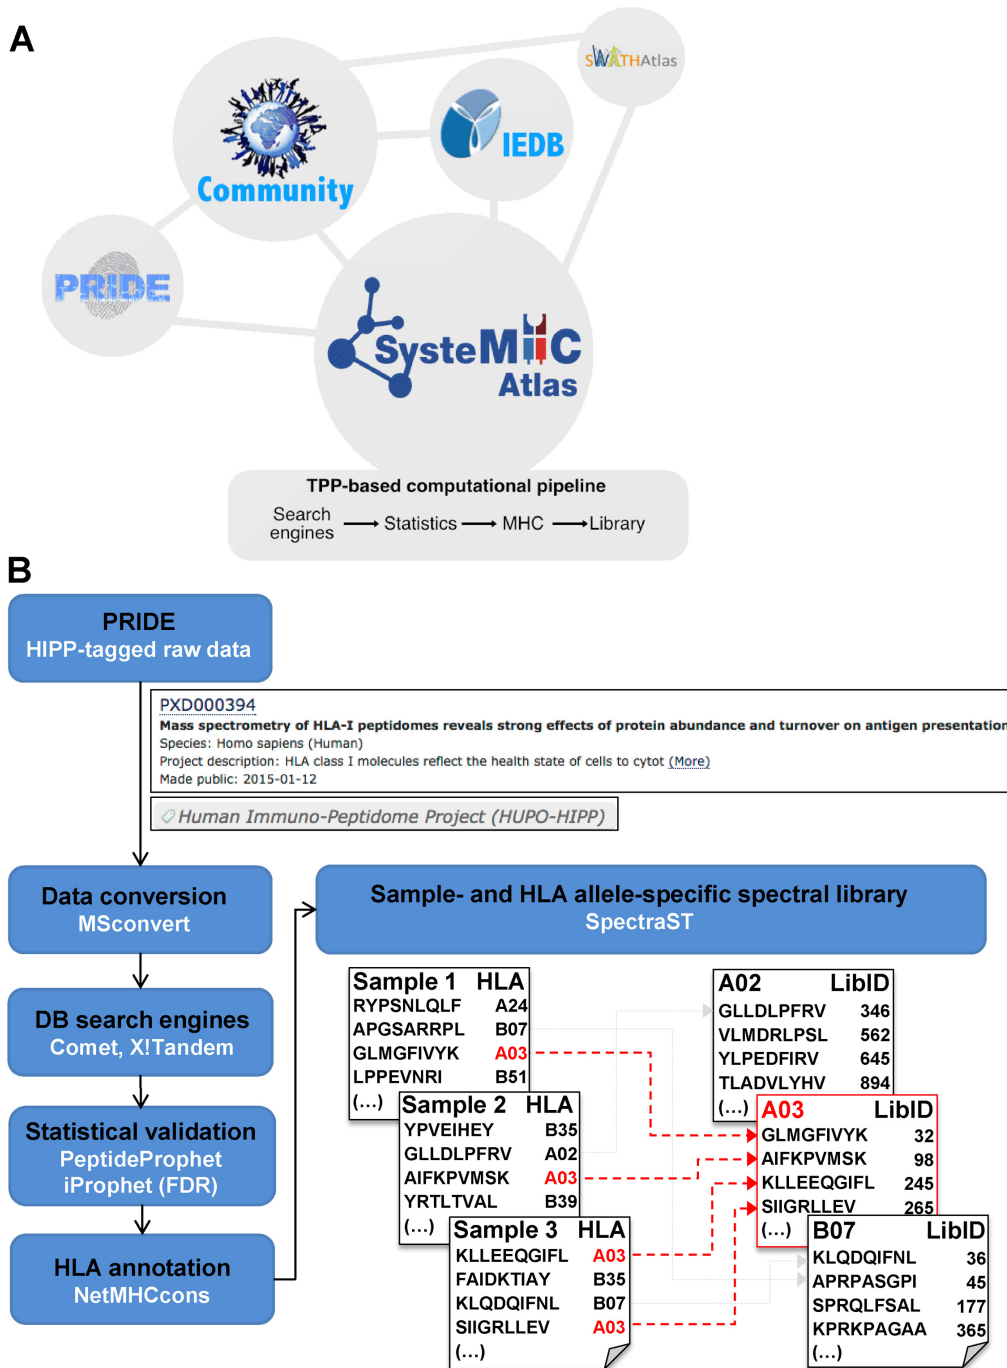 A
SWATHAtlas
IEDB
Community
PRIDE
SysteMHC
Atlas
TPP-based computational pipeline
Search
engines
Statistics
MHC
Library
B
PRIDE
HIPP-tagged raw data
PXD000394
Mass spectrometry of HLA-I peptidomes reveals strong effects of protein abundance and turnover on antigen presentation
Species: Homo sapiens (Human)
Project description: HLA class I molecules reflect the health state of cells to cytot (More)
Made public: 2015-01-12
Human Immuno-Peptidome Project (HUPO-HIPP)
Data conversion
MSconvert
DB search engines
Comet, X!Tandem
Statistical validation
PeptideProphet
iProphet (FDR)
HLA annotation
NetMHCcons
Sample- and HLA allele-specific spectral library
SpectraST
Sample 1 HLA
RYPSNLQLF A24
APGSARRPL B07
GLMGFIVYK A03
LPPEVNRI B51
(...)
Sample 2 HLA
YPVEIHEY B35
GLLDLPFRV A02
AIFKPVMSK A03
YRTLTVAL B39
(...)
Sample 3 HLA
KLLEEQGIFL A03
FAIDKTIAY B35
KLQDQIFNL B07
SIIGRLLEV A03
(...)
A02 LibID
GLLDLPFRV 346
VLMDRLPSL 562
YLPEDFIRV 645
TLADVLYHV 894
(...)
A03 LibID
GLMGFIVYK 32
AIFKPVMSK 98
KLLEEQGIFL 245
SIIGRLLEV 265
(...)
B07 LibID
KLQDQIFNL 36
APRPASGPI 45
SPRQLFSAL 177
KPRKPAGAA 365
(...)